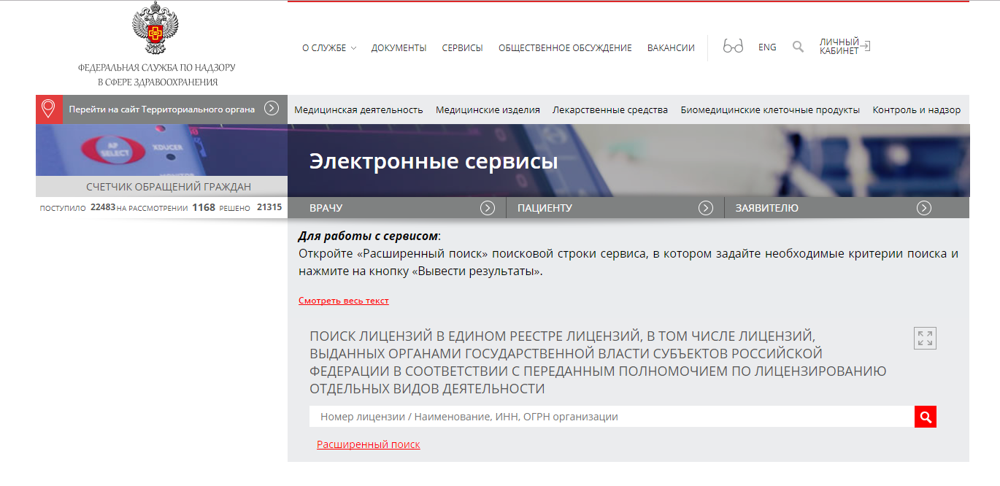 ФЕДЕРАЛЬНАЯ СЛУЖБА ПО НАДЗОРУ
В СФЕРЕ ЗДРАВООХРАНЕНИЯ
О СЛУЖБЕ ДОКУМЕНТЫ СЕРВИСЫ ОБЩЕСТВЕННОЕ ОБСУЖДЕНИЕ ВАКАНСИИ ENG ЛИЧНЫЙ
КАБИНЕТ
Перейти на сайт Территориального органа
Медицинская деятельность Медицинские изделия Лекарственные средства Биомедицинские клеточные продукты Контроль и надзор
AP
SELECT
XDUCER
MONITOR
Электронные сервисы
СЧЕТЧИК ОБРАЩЕНИЙ ГРАЖДАН
ПОСТУПИЛО 22483 НА РАССМОТРЕНИИ 1168 РЕШЕНО 21315
ВРАЧУ ПАЦИЕНТУ ЗАЯВИТЕЛЮ
Для работы с сервисом:
Откройте «Расширенный поиск» поисковой строки сервиса, в котором задайте необходимые критерии поиска и
нажмите на кнопку «Вывести результаты».
Смотреть весь текст
ПОИСК ЛИЦЕНЗИЙ В ЕДИНОМ РЕЕСТРЕ ЛИЦЕНЗИЙ, В ТОМ ЧИСЛЕ ЛИЦЕНЗИЙ,
ВЫДАННЫХ ОРГАНАМИ ГОСУДАРСТВЕННОЙ ВЛАСТИ СУБЪЕКТОВ РОССИЙСКОЙ
ФЕДЕРАЦИИ В СООТВЕТСТВИИ С ПЕРЕДАННЫМ ПОЛНОМОЧИЕМ ПО ЛИЦЕНЗИРОВАНИЮ
ОТДЕЛЬНЫХ ВИДОВ ДЕЯТЕЛЬНОСТИ
Номер лицензии / Наименование, ИНН, ОГРН организации
Расширенный поиск